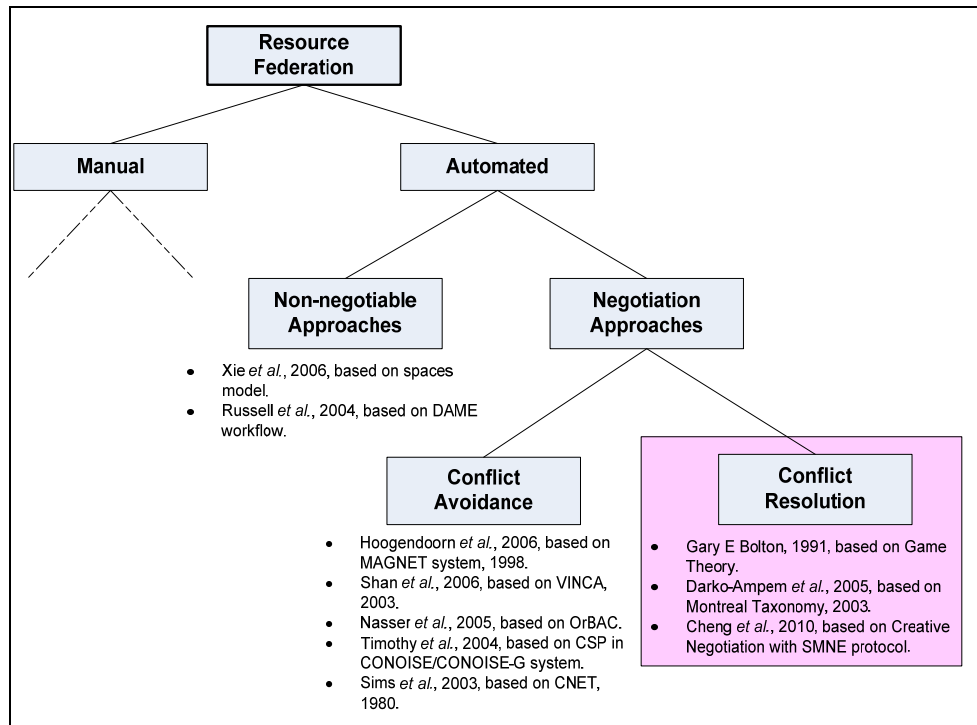 Resource
Federation
Manual
Automated
Non-negotiable
Approaches
Negotiation
Approaches
• Xie et al., 2006, based on spaces
model.
• Russell et al., 2004, based on DAME
workflow.
Conflict
Avoidance
Conflict
Resolution
• Hoogendoorn et al., 2006, based on
MAGNET system, 1998.
• Shan et al., 2006, based on VINCA,
2003.
• Nasser et al., 2005, based on OrBAC.
• Timothy et al., 2004, based on CSP in
CONOISE/CONOISE-G system.
• Sims et al., 2003, based on CNET,
1980.
• Gary E Bolton, 1991, based on Game
Theory.
• Darko-Ampem et al., 2005, based on
Montreal Taxonomy, 2003.
• Cheng et al., 2010, based on Creative
Negotiation with SMNE protocol.